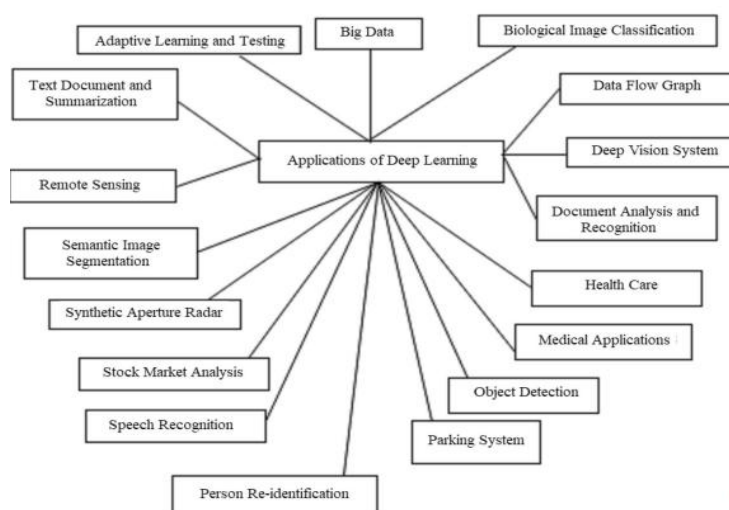 Adaptive Learning and Testing
Big Data
Biological Image Classification
Text Document and
Summarization
Data Flow Graph
Applications of Deep Learning
Deep Vision System
Remote Sensing
Document Analysis and
Recognition
Semantic Image
Segmentation
Health Care
Synthetic Aperture Radar
Medical Applications
Stock Market Analysis
Object Detection
Speech Recognition
Parking System
Person Re-identification